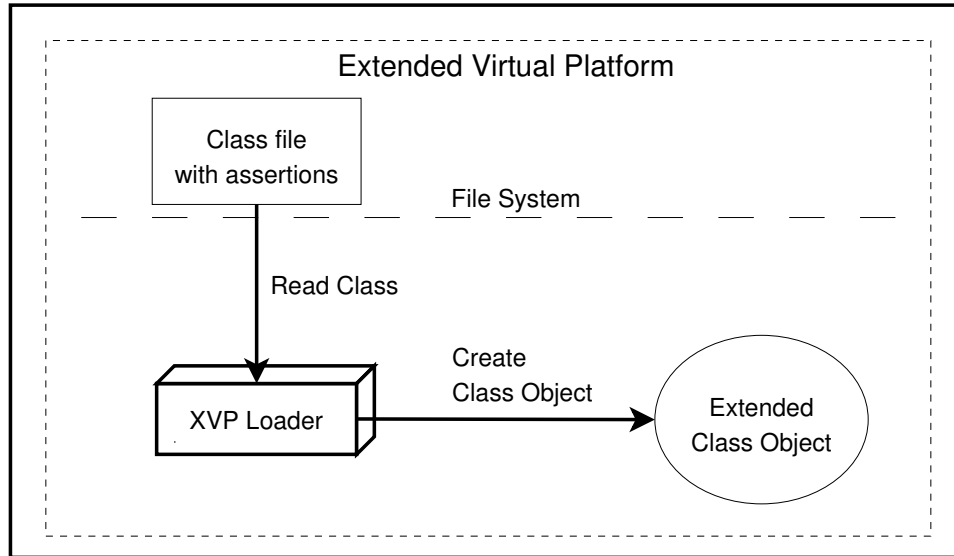 Extended Virtual Platform
Class file
with assertions
File System
Read Class
Create
Class Object
XVP Loader
Extended
Class Object